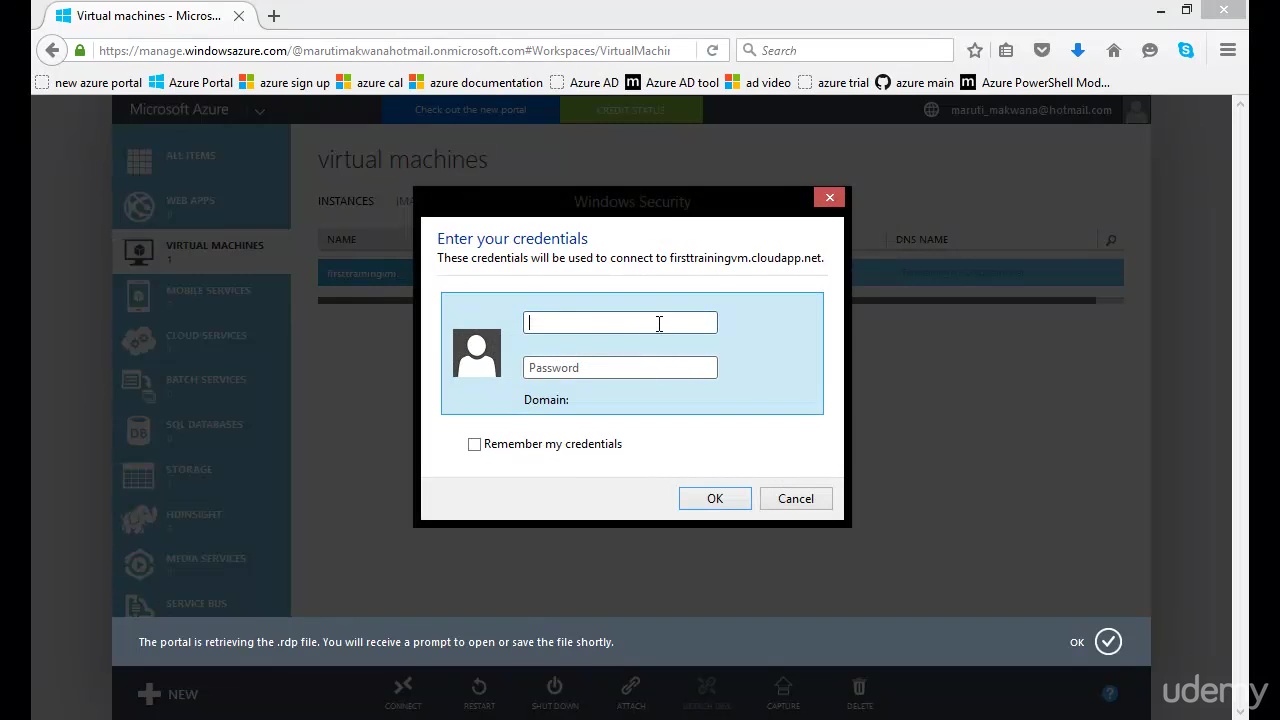 Virtual machines - Micros...
https://manage.windowsazure.com/@marutimakwanahotmail.onmicrosoft.com#Workspaces/VirtualMachin
Search
new azure portal
Azure Portal
azure sign up
azure cal
azure documentation
Azure AD
Azure AD tool
ad video
azure trial
azure main
Azure PowerShell Mod...
Microsoft Azure
Check out the new portal
CREDIT STATUS
maruti_makwana@hotmail.com
ALL ITEMS
WEB APPS
0
VIRTUAL MACHINES
1
MOBILE SERVICES
CLOUD SERVICES
BATCH SERVICES
SQL DATABASES
0
DB
STORAGE
HDINSIGHT
MEDIA SERVICES
SERVICE BUS
virtual machines
INSTANCES
NAME
DNS NAME
firsttrainingvm
Windows Security
Enter your credentials
These credentials will be used to connect to firsttrainingvm.cloudapp.net.
Password
Domain:
Remember my credentials
OK
Cancel
The portal is retrieving the .rdp file. You will receive a prompt to open or save the file shortly.
OK
NEW
CONNECT
RESTART
SHUT DOWN
ATTACH
DETACH DISK
CAPTURE
DELETE
?
udemy